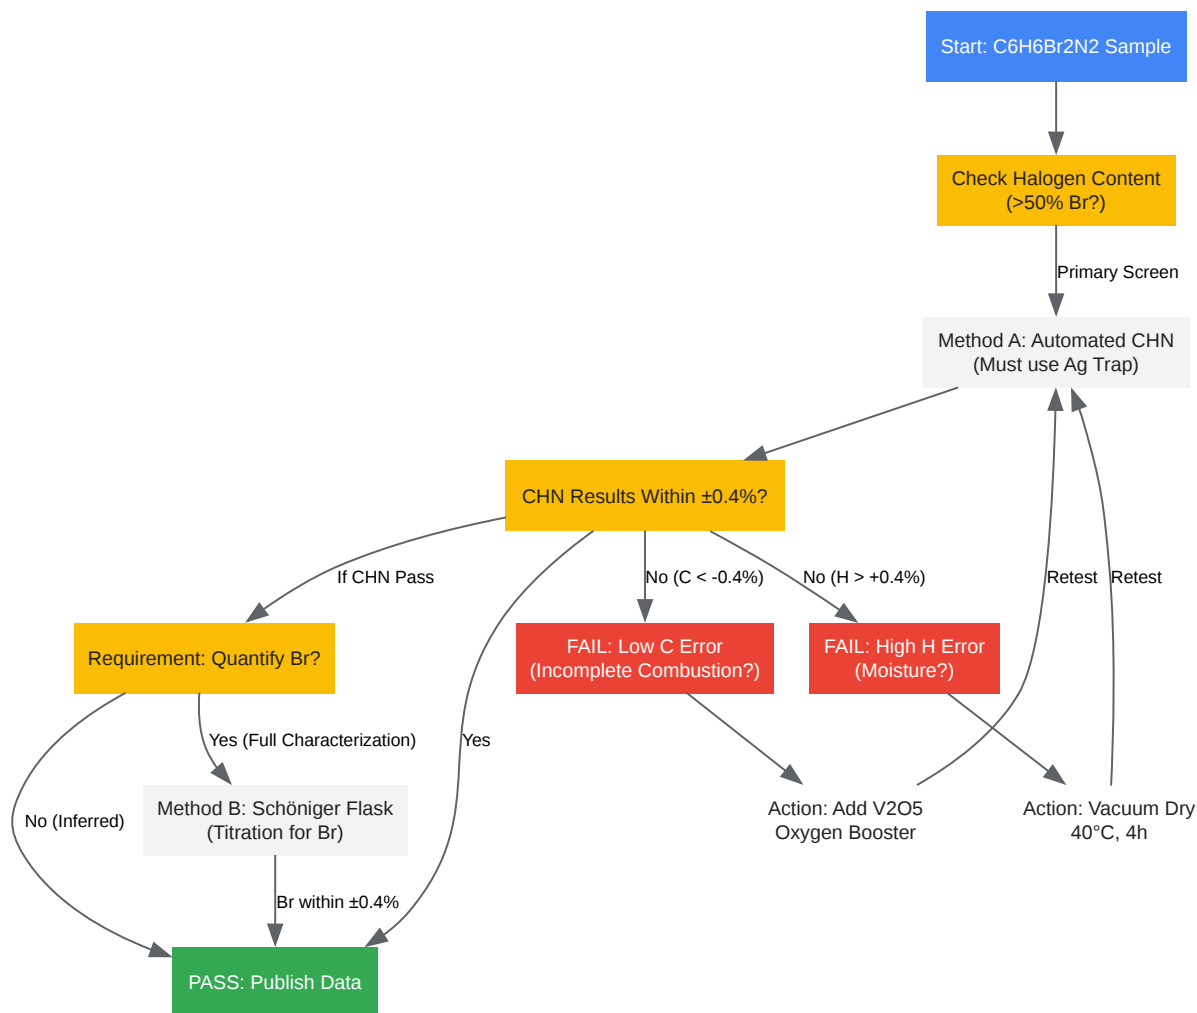 Start: C6H6Br2N2 Sample
Check Halogen Content
(>50% Br?)
Primary Screen
Method A: Automated CHN
(Must use Ag Trap)
CHN Results Within ±0.4%?
If CHN Pass
No (C < -0.4%)
No (H > +0.4%)
Retest
Retest
Requirement: Quantify Br?
FAIL: Low C Error
(Incomplete Combustion?)
FAIL: High H Error
(Moisture?)
Yes (Full Characterization)
Yes
No (Inferred)
Method B: Schöniger Flask
(Titration for Br)
Action: Add V2O5
Oxygen Booster
Action: Vacuum Dry
40°C, 4h
Br within ±0.4%
PASS: Publish Data